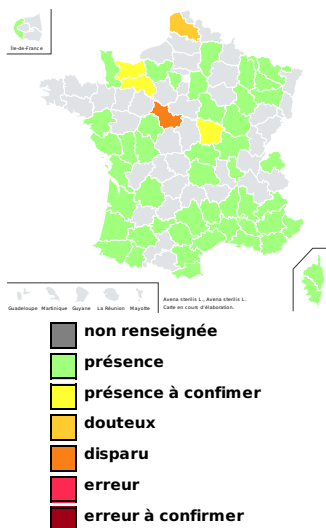 Île-de-France
Guadeloupe Martinique Guyane La Réunion Mayotte
Avena sterilis L., Avena sterilis L.
Carte en cours d'élaboration.
non renseignée
présence
présence à confimer
douteux
disparu
erreur
erreur à confirmer